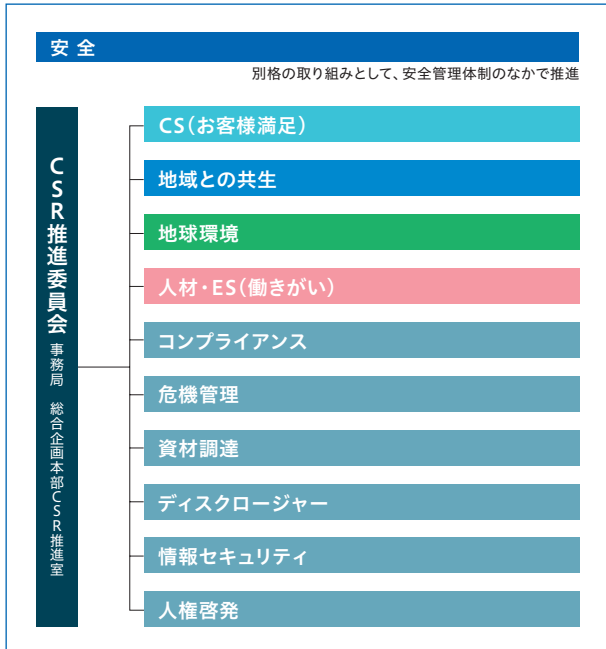 安全
別格の取り組みとして、安全管理体制のなかで推進
CSR推進委員会 事務局 総合企画本部CSR推進室
CS（お客様満足）
地域との共生
地球環境
人材・ES（働きがい）
コンプライアンス
危機管理
資材調達
ディスクロージャー
情報セキュリティ
人権啓発